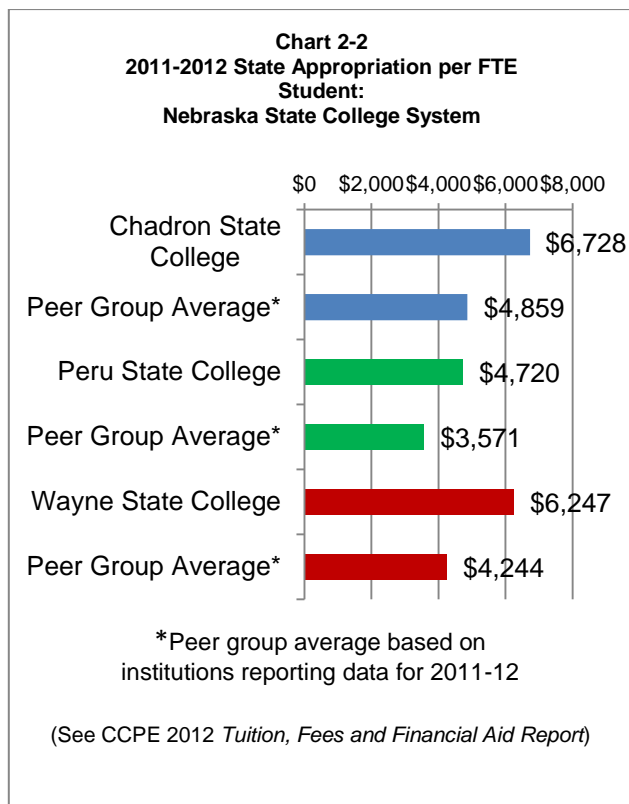 Chart 2-2
2011-2012 State Appropriation per FTE
Student:
Nebraska State College System
$0 $2,000 $4,000 $6,000 $8,000
Chadron State
College
$6,728
Peer Group Average*
$4,859
Peru State College
$4,720
Peer Group Average*
$3,571
Wayne State College
$6,247
Peer Group Average*
$4,244
*Peer group average based on
institutions reporting data for 2011-12
(See CCPE 2012 Tuition, Fees and Financial Aid Report)